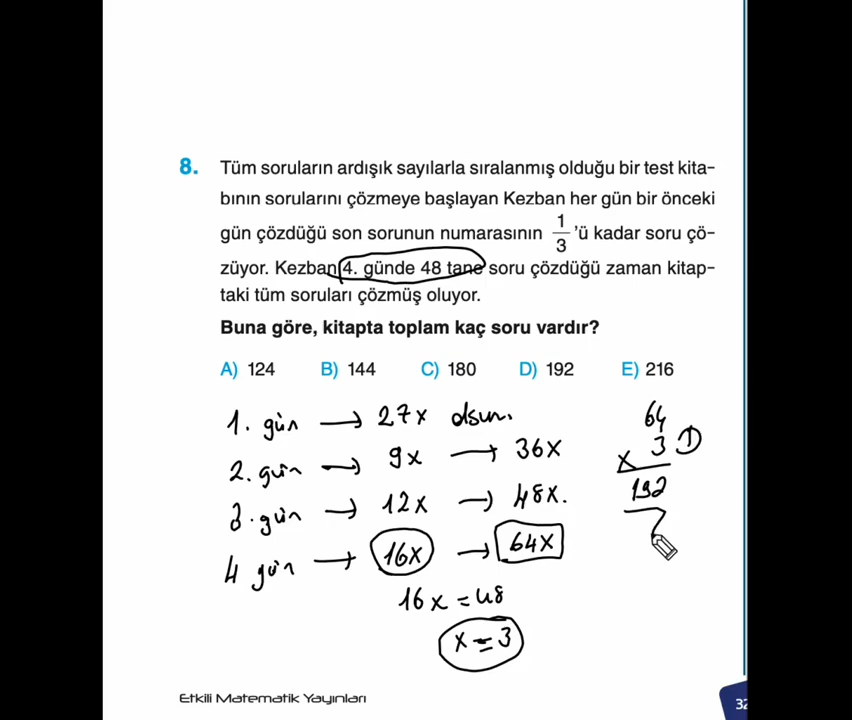 8. Tüm soruların ardışık sayılarla sıralanmış olduğu bir test kita-
bının sorularını çözmeye başlayan Kezban her gün bir önceki
gün çözdüğü son sorunun numarasının 1/3 'ü kadar soru çö-
züyor. Kezban 4. günde 48 tane soru çözdüğü zaman kitap-
taki tüm soruları çözmüş oluyor.
Buna göre, kitapta toplam kaç soru vardır?
A) 124 B) 144 C) 180 D) 192 E) 216
1. gün → 27x olsun.
2. gün → 9x → 36x
3. gün → 12x → 48x.
4 gün → 16x → 64x
16x = 48
x = 3
64
x 3
192
Etkili Matematik Yayınları